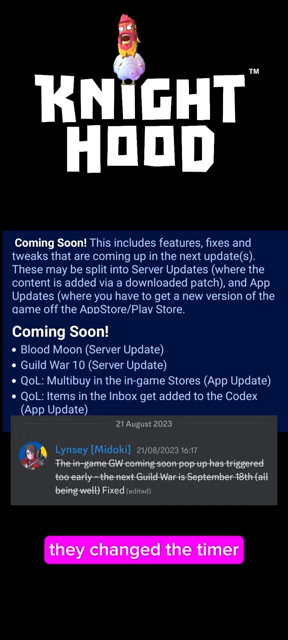 KNIGHT™
HOOD
Coming Soon! This includes features, fixes and
tweaks that are coming up in the next update(s).
These may be split into Server Updates (where the
content is added via a downloaded patch), and App
Updates (where you have to get a new version of the
game off the AppStore/Play Store.
Coming Soon!
• Blood Moon (Server Update)
• Guild War 10 (Server Update)
• QoL: Multibuy in the in-game Stores (App Update)
• QoL: Items in the Inbox get added to the Codex
(App Update)
21 August 2023
Lynsey [Midoki] 21/08/2023 16:17
The in-game GW coming soon pop up has triggered
too early - the next Guild War is September 18th (all
being well) Fixed (edited)
they changed the timer